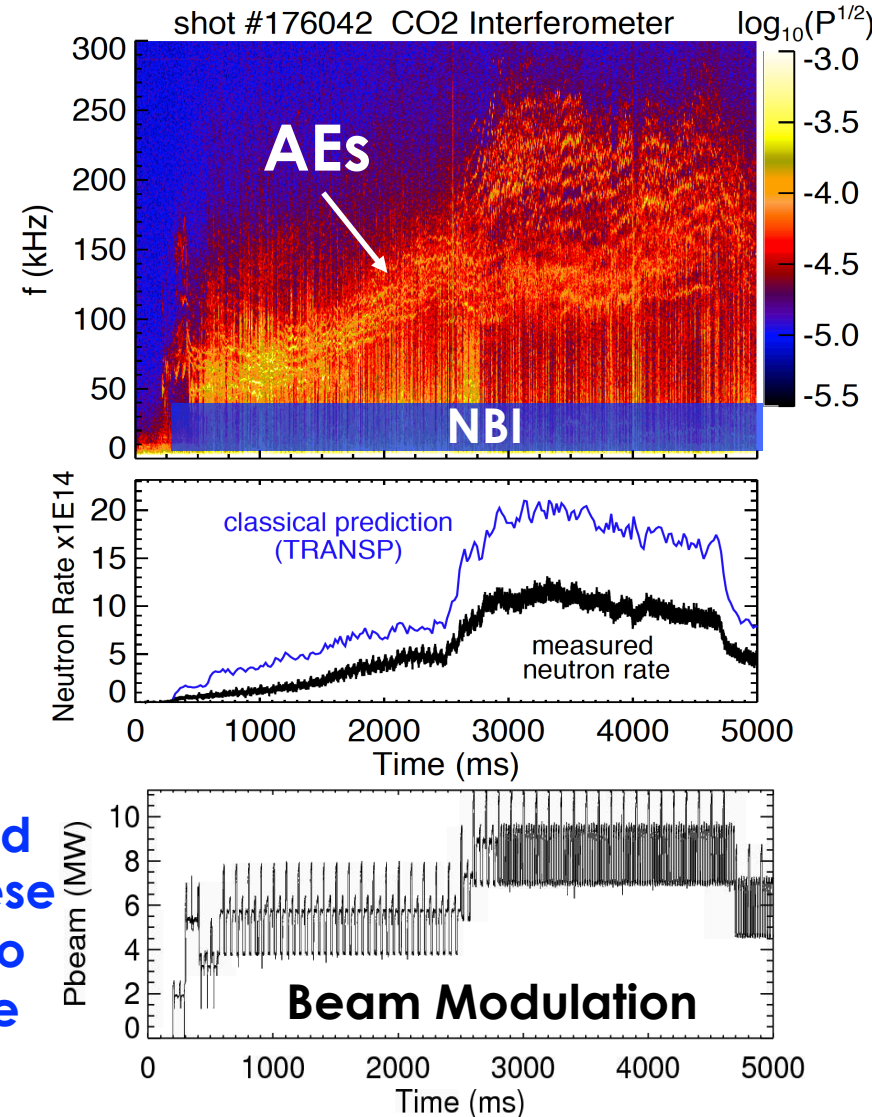 shot #176042 CO2 Interferometer
log10(P^1/2)
300
250
200
150
100
50
0
f (kHz)
AEs
NBI
-3.0
-3.5
-4.0
-4.5
-5.0
-5.5
Neutron Rate x1E14
20
15
10
5
0
classical prediction
(TRANSP)
measured
neutron rate
0 1000 2000 3000 4000 5000
Time (ms)
d
ese
o
e
Pbeam (MW)
10
8
6
4
2
0
Beam Modulation
0 1000 2000 3000 4000 5000
Time (ms)